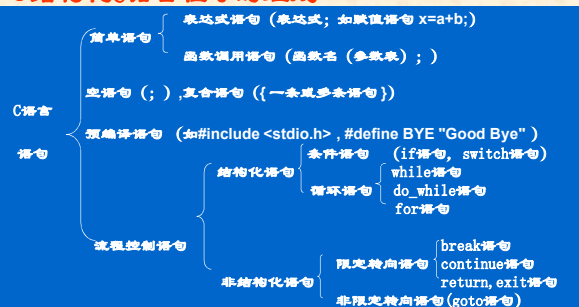 表达式语句（表达式；如赋值语句 x=a+b;）
简单语句
函数调用语句（函数名（参数表）；）
空语句（；）,复合语句（{一条或多条语句}）
C语言
语句
预编译语句 （如#include <stdio.h> , #define BYE "Good Bye" ）
条件语句 (if语句, switch语句)
结构化语句
while语句
循环语句 do_while语句
for语句
流程控制语句
break语句
限定转向语句 continue语句
return,exit语句
非结构化语句
非限定转向语句(goto语句)